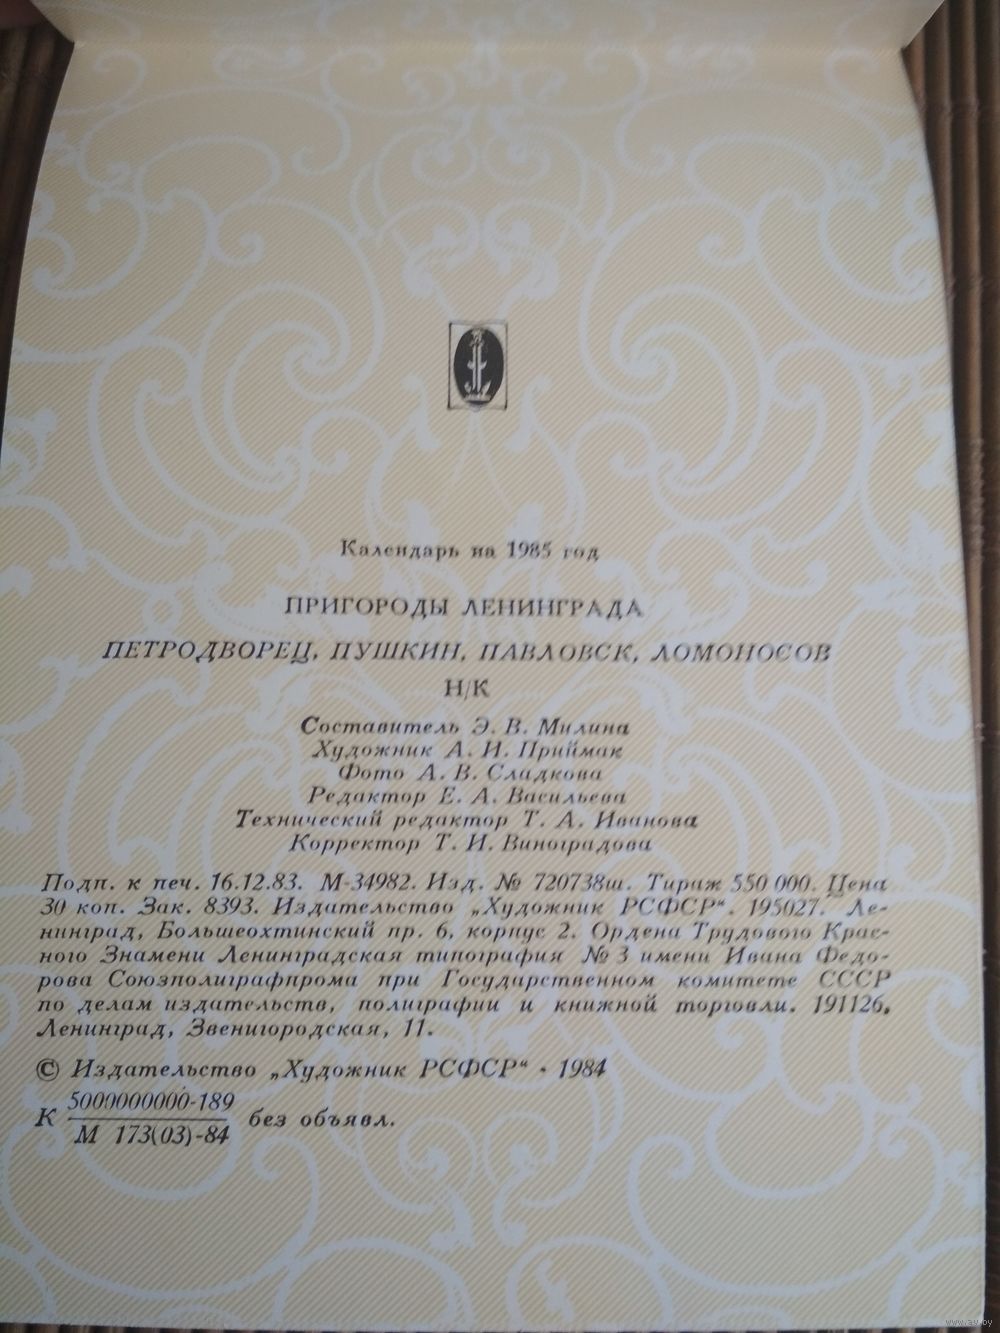 Календарь на 1985 год
ПРИГОРОДЫ ЛЕНИНГРАДА
ПЕТРОДВОРЕЦ, ПУШКИН, ПАВЛОВСК, ЛОМОНОСОВ
Н/К
Составитель Э. В. Милина
Художник А. И. Приймак
Фото А. В. Сладкова
Редактор Е. А. Васильева
Технический редактор Т. А. Иванова
Корректор Т. И. Виноградова
Подп. к печ. 16.12.83. М-34982. Изд. № 720738ш. Тираж 550 000. Цена
30 коп. Зак. 8393. Издательство „Художник РСФСР“. 195027. Ле-
нинград, Большеохтинский пр. 6, корпус 2. Ордена Трудового Крас-
ного Знамени Ленинградская типография № 3 имени Ивана Федо-
рова Союзполиграфпрома при Государственном комитете СССР
по делам издательств, полиграфии и книжной торговли. 191126,
Ленинград, Звенигородская, 11.
© Издательство „Художник РСФСР“ · 1984
5000000000-189
К М 173(03)-84 без объявл.
www.ay.by